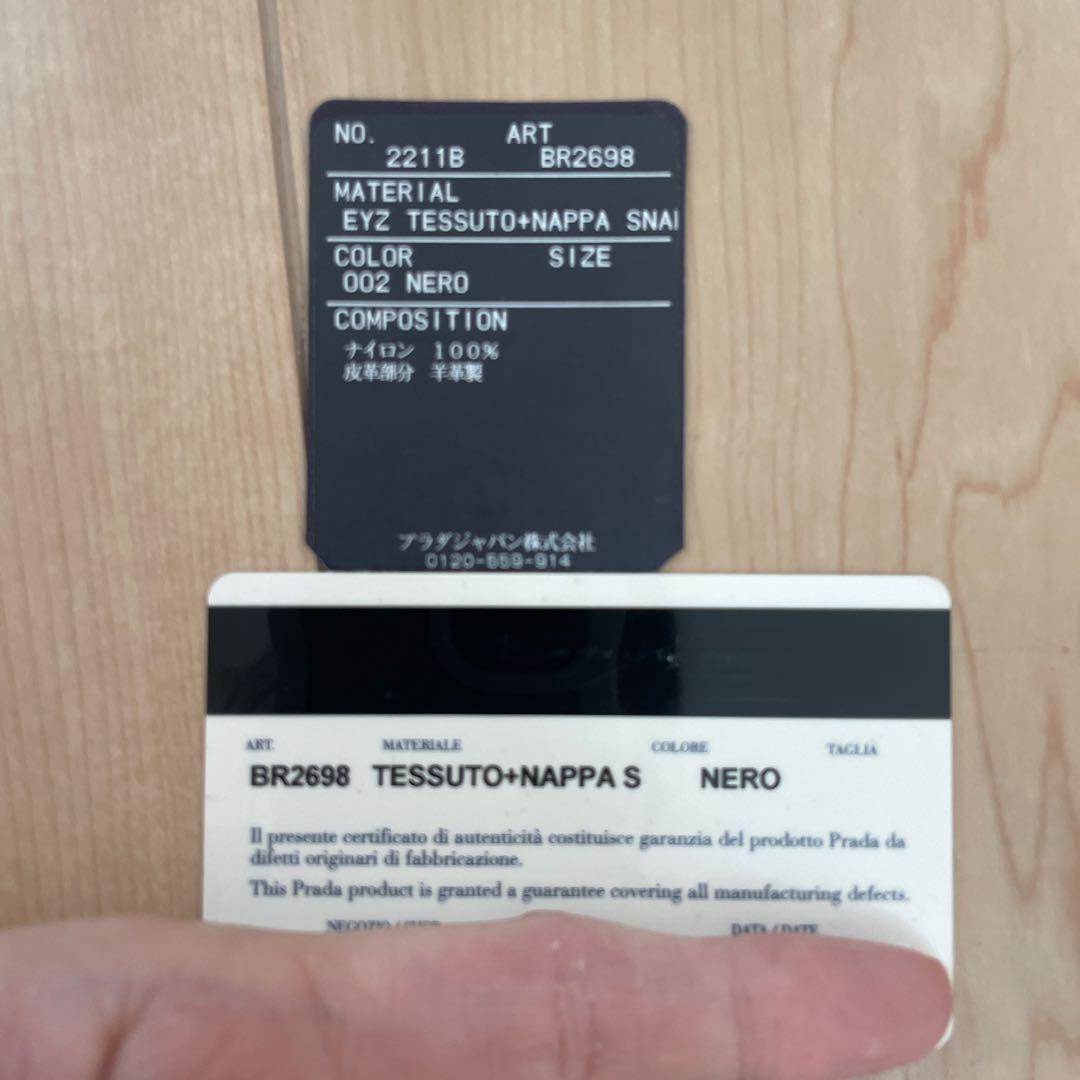 NO. ART
2211B BR2698
MATERIAL
EYZ TESSUTO+NAPPA SNA
COLOR SIZE
002 NERO
COMPOSITION
ナイロン 100%
皮革部分 羊革製
プラダジャパン株式会社
0120-559-914
ART. MATERIALE COLORE TAGLIA
BR2698 TESSUTO+NAPPA S NERO
Il presente certificato di autenticità costituisce garanzia del prodotto Prada da
difetti originari di fabbricazione.
This Prada product is granted a guarantee covering all manufacturing defects.
NEGOZIO / DATA / DATE